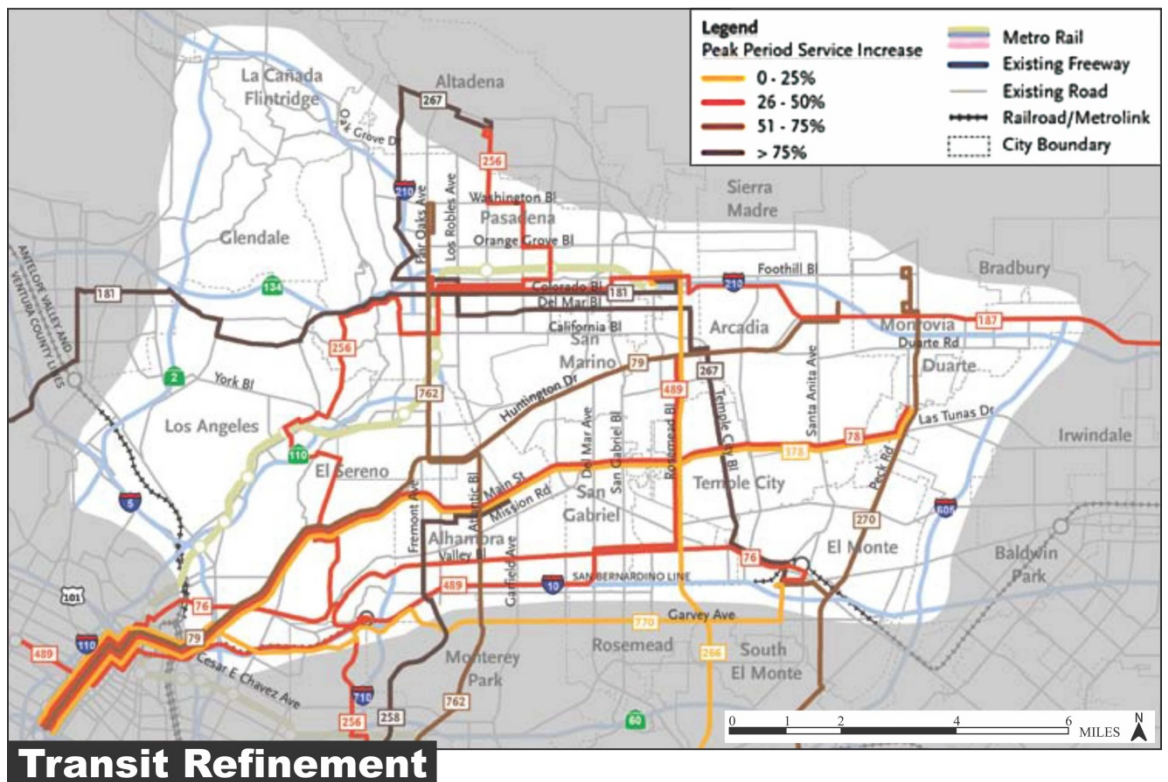 Legend
Peak Period Service Increase
0 - 25%
26 - 50%
51 - 75%
> 75%
Metro Rail
Existing Freeway
Existing Road
Railroad/Metrolink
City Boundary
La Cañada
Flintridge
Altadena
267
Oak Grove Dr
256
210
Sierra
Madre
Washington Bl
Pasadena
Fair Oaks Ave
Los Robles Ave
Glendale
Orange Grove Bl
Foothill Bl
Bradbury
ANTELOPE VALLEY AND
VENTURA COUNTY LINES
134
181
Colorado Bl
181
210
Del Mar Bl
California Bl
Arcadia
Monrovia
187
256
San
Marino
Duarte Rd
79
267
Duarte
2
York Bl
762
Huntington Dr
489
Santa Anita Ave
Las Tunas Dr
Los Angeles
Del Mar Ave
San Gabriel Bl
Rosemead Bl
Temple City Bl
78
378
Irwindale
110
El Sereno
Main St
Mission Rd
Temple City
Peck Rd
5
Fremont Ave
Atlantic Bl
San
Gabriel
605
270
Alhambra
Valley Bl
Garfield Ave
El Monte
Baldwin
Park
76
489
10
SAN BERNARDINO LINE
101
76
Garvey Ave
770
110
79
489
Cesar E Chavez Ave
Monterey
Park
Rosemead
South
El Monte
266
710
762
256
258
60
0 1 2 4 6
MILES
N
Transit Refinement